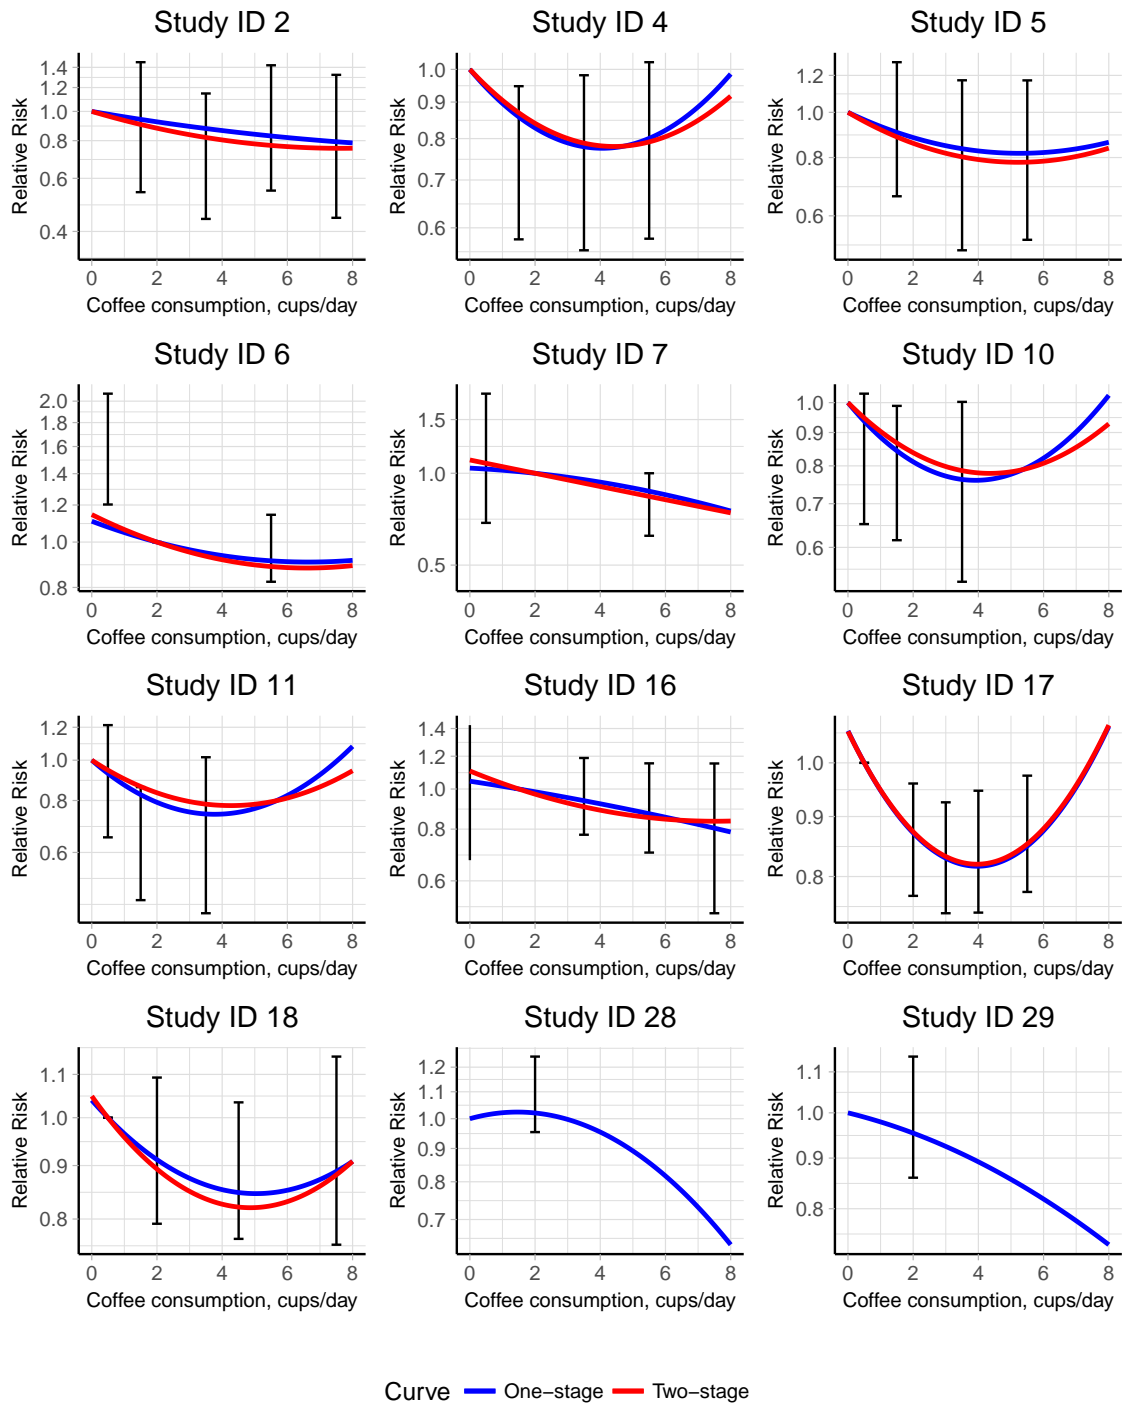 Study ID 2
Study ID 4
Study ID 5
Relative Risk
1.4
1.2
1.0
0.8
0.6
0.4
0 2 4 6 8
Coffee consumption, cups/day
Relative Risk
1.0
0.9
0.8
0.7
0.6
0 2 4 6 8
Coffee consumption, cups/day
Relative Risk
1.2
1.0
0.8
0.6
0 2 4 6 8
Coffee consumption, cups/day
Study ID 6
Study ID 7
Study ID 10
Relative Risk
2.0
1.8
1.6
1.4
1.2
1.0
0.8
0 2 4 6 8
Coffee consumption, cups/day
Relative Risk
1.5
1.0
0.5
0 2 4 6 8
Coffee consumption, cups/day
Relative Risk
1.0
0.9
0.8
0.7
0.6
0 2 4 6 8
Coffee consumption, cups/day
Study ID 11
Study ID 16
Study ID 17
Relative Risk
1.2
1.0
0.8
0.6
0 2 4 6 8
Coffee consumption, cups/day
Relative Risk
1.4
1.2
1.0
0.8
0.6
0 2 4 6 8
Coffee consumption, cups/day
Relative Risk
1.0
0.9
0.8
0 2 4 6 8
Coffee consumption, cups/day
Study ID 18
Study ID 28
Study ID 29
Relative Risk
1.1
1.0
0.9
0.8
0 2 4 6 8
Coffee consumption, cups/day
Relative Risk
1.2
1.1
1.0
0.9
0.8
0.7
0 2 4 6 8
Coffee consumption, cups/day
Relative Risk
1.1
1.0
0.9
0.8
0 2 4 6 8
Coffee consumption, cups/day
Curve One−stage Two−stage